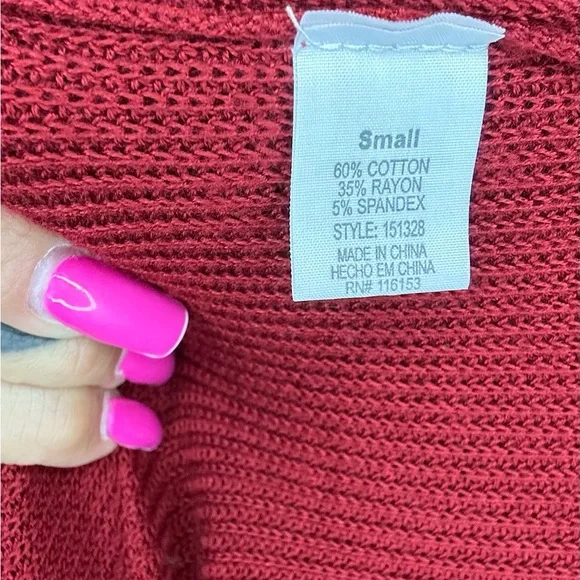 Small
60% COTTON
35% RAYON
5% SPANDEX
STYLE: 151328
MADE IN CHINA
HECHO EM CHINA
RN# 116153